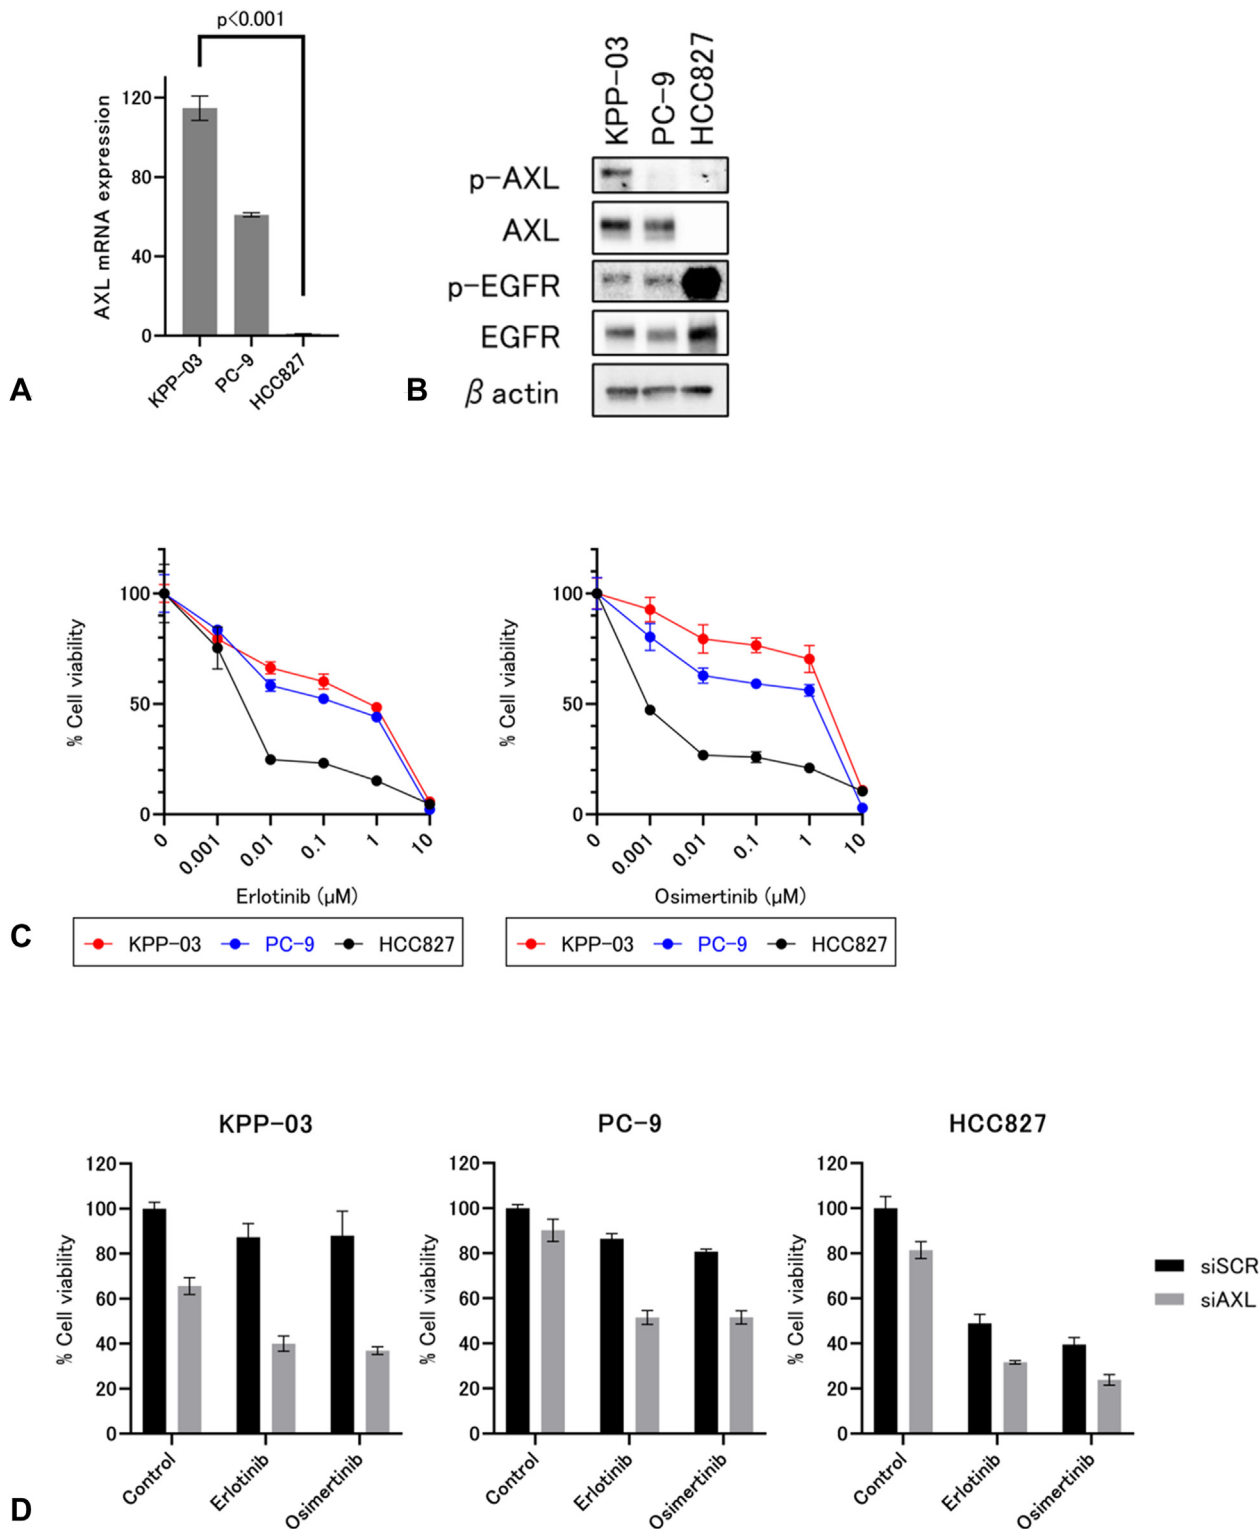 p<0.001
AXL mRNA expression
120
80
40
0
KPP-03
PC-9
HCC827
A
KPP-03
PC-9
HCC827
p-AXL
AXL
p-EGFR
EGFR
β actin
B
% Cell viability
100
50
0
0
0.001
0.01
0.1
1
10
Erlotinib (μM)
KPP-03 PC-9 HCC827
% Cell viability
100
50
0
0
0.001
0.01
0.1
1
10
Osimertinib (μM)
KPP-03 PC-9 HCC827
C
KPP-03
% Cell viability
120
100
80
60
40
20
0
Control
Erlotinib
Osimertinib
PC-9
% Cell viability
120
100
80
60
40
20
0
Control
Erlotinib
Osimertinib
HCC827
% Cell viability
120
100
80
60
40
20
0
Control
Erlotinib
Osimertinib
siSCR
siAXL
D